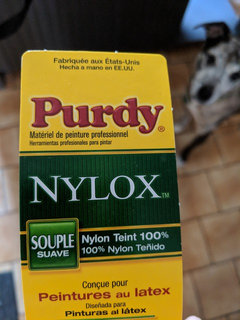 Fabriquée aux États-Unis
Hecha a mano en EE.UU.
Purdy®
Matériel de peinture professionnel
Herramientas profesionales para pintar
NYLOX™
SOUPLE
SUAVE
Nylon Teint 100%
100% Nylon Teñido
Conçue pour
Peintures au latex
Diseñada para
Pinturas al látex